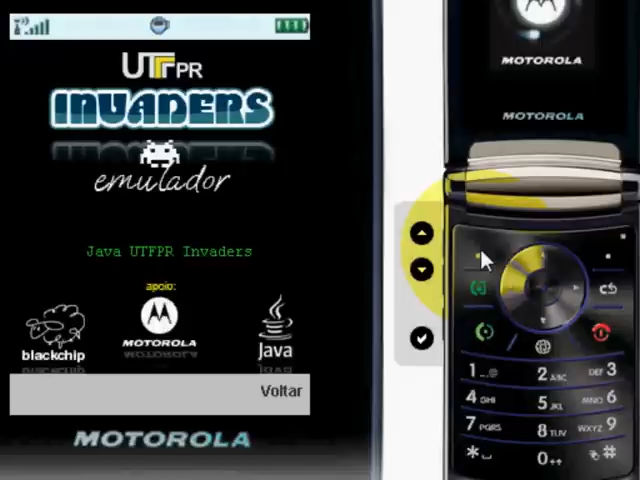 UTFPR
INVADERS
emulador
Java UTFPR Invaders
apoio:
blackchip
MOTOROLA
Java
Voltar
MOTOROLA
MOTOROLA
MOTOROLA
1
2 ABC
DEF 3
4 GHI
5 JKL
MNO 6
7 PQRS
8 TUV
WXYZ 9
*
0 ++
#